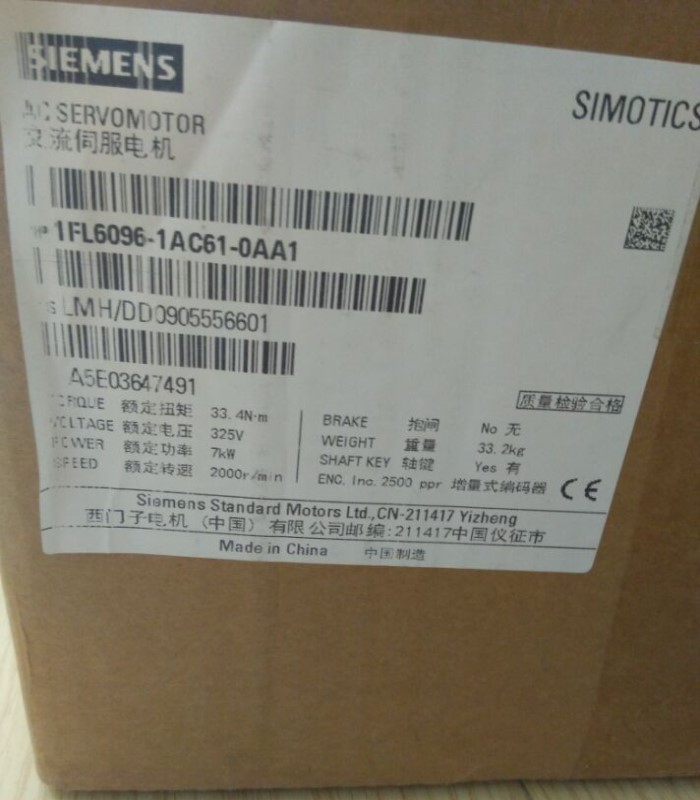 SIEMENS
SIMOTICS
AC SERVOMOTOR
交流伺服电机
1FL6096-1AC61-0AA1
LMH/DD0905556601
A5E03647491
质量检验合格
TORQUE 额定扭矩 33.4N·m
VOLTAGE 额定电压 325V
POWER 额定功率 7kW
SPEED 额定转速 2000r/min
BRAKE 抱闸 No 无
WEIGHT 重量 33.2kg
SHAFT KEY 轴键 Yes 有
ENC. Inc. 2500 ppr 增量式编码器
CE
Siemens Standard Motors Ltd.,CN-211417 Yizheng
西门子电机（中国）有限公司邮编:211417中国仪征市
Made in China 中国制造